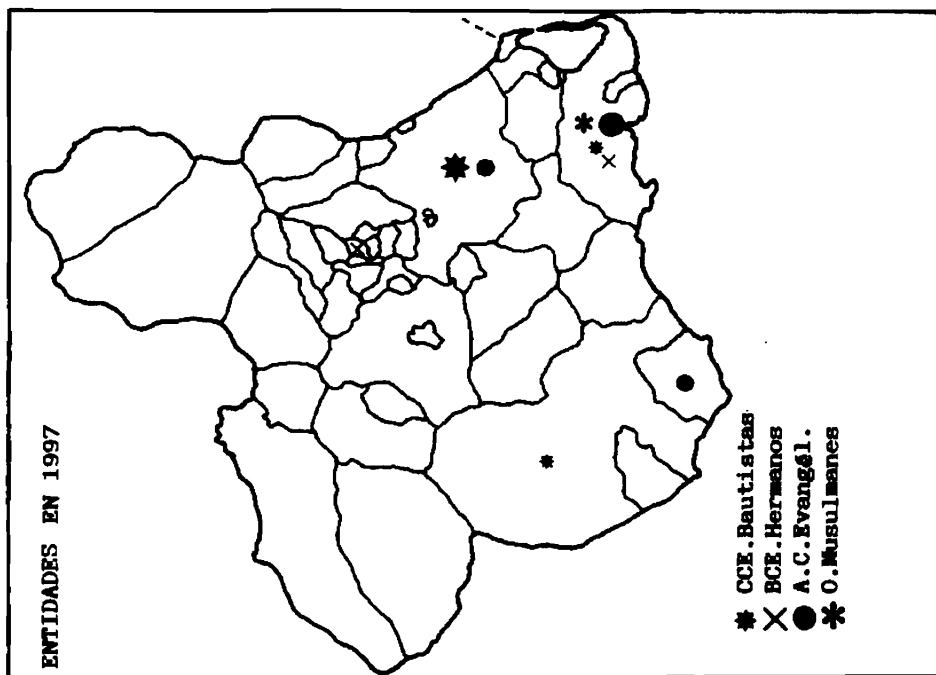 ENTIDADES EN 1997
CCE.Bautistas
BCE.Hermanos
A.C.Evangél.
O.Musulmanes